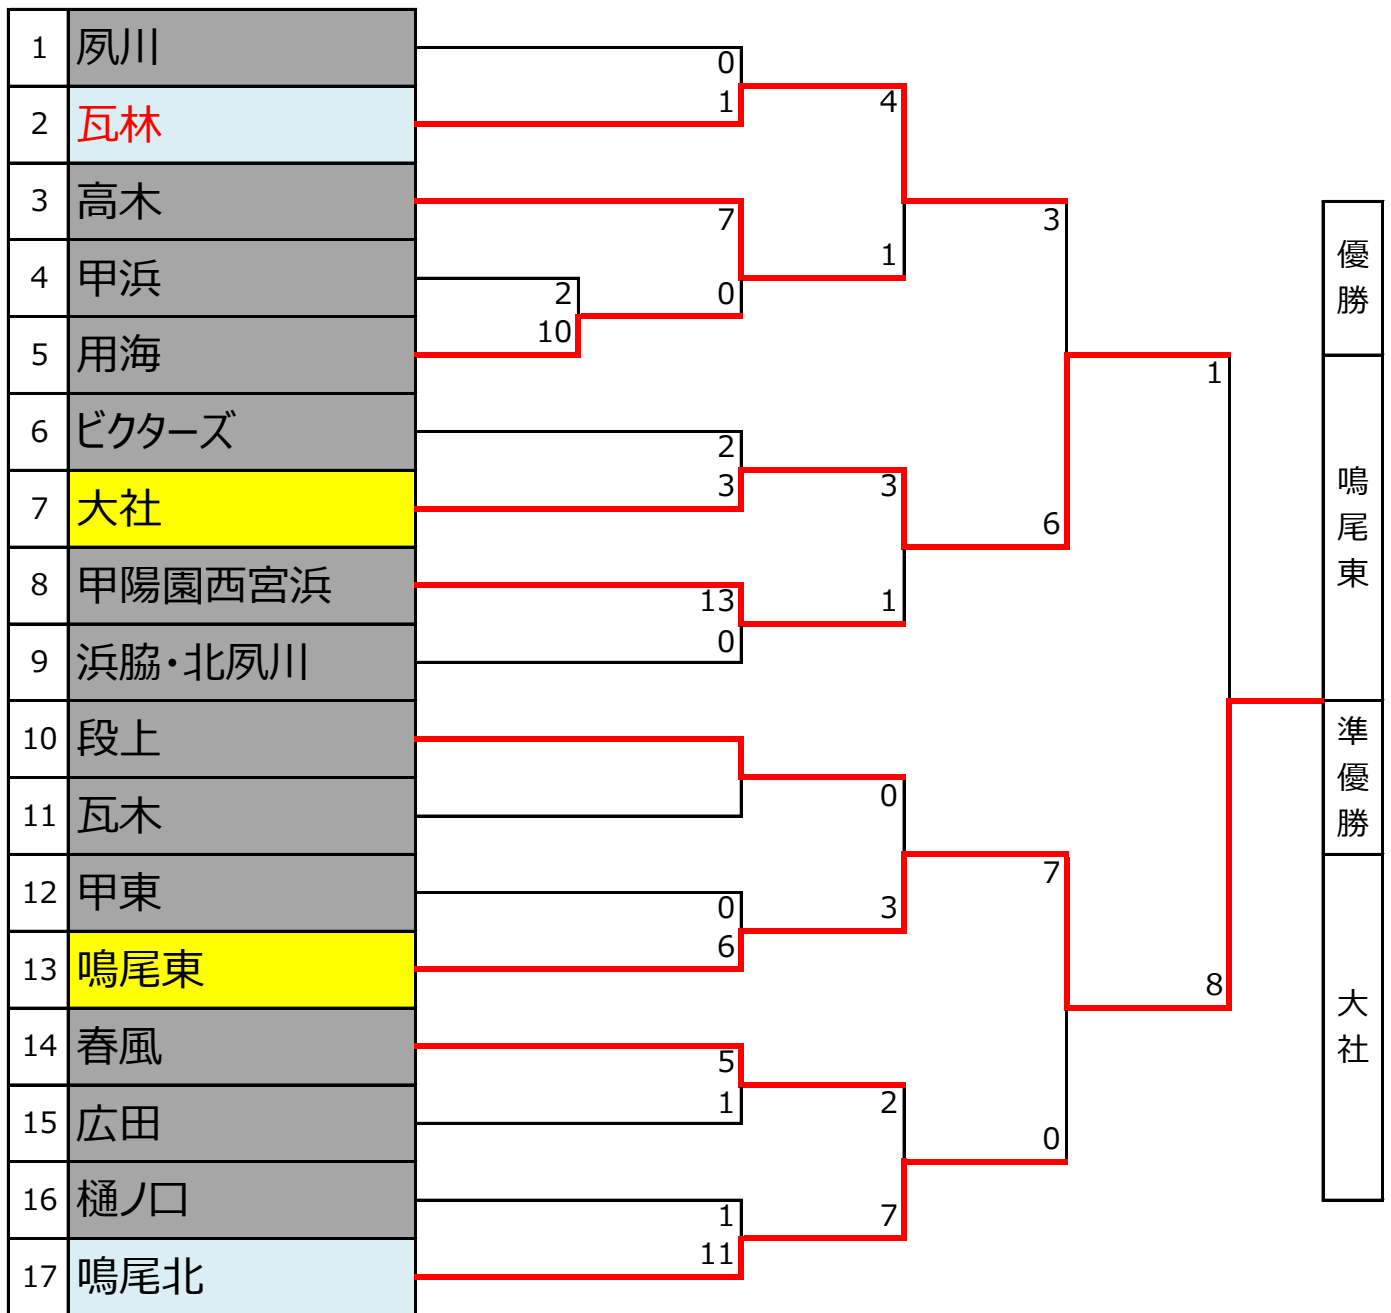 1 夙川
2 瓦林
3 高木
4 甲浜
5 用海
6 ビクターズ
7 大社
8 甲陽園西宮浜
9 浜脇・北夙川
10 段上
11 瓦木
12 甲東
13 鳴尾東
14 春風
15 広田
16 樋ノ口
17 鳴尾北
2
10
0
1
7
0
2
3
13
0
0
6
5
1
1
11
4
1
3
1
0
3
2
7
3
6
7
0
1
8
優勝
鳴尾東
準優勝
大社